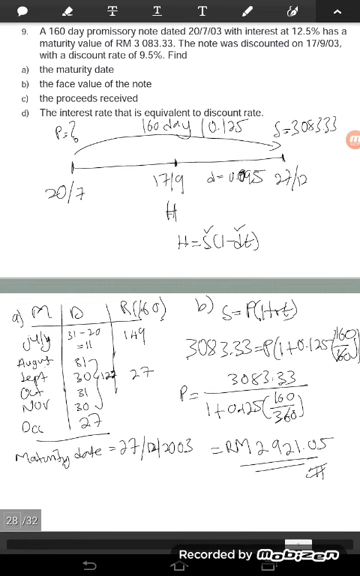 9. A 160 day promissory note dated 20/7/03 with interest at 12.5% has a
maturity value of RM 3 083.33. The note was discounted on 17/9/03,
with a discount rate of 9.5%. Find
a) the maturity date
b) the face value of the note
c) the proceeds received
d) The interest rate that is equivalent to discount rate.
P=? 160 day | 0.125 S=3083.33
20/7 17/9 d=0.095 27/12
H
H=S(1-dt)
a) M D R(160)
July 31-20 149
=11
August 31
Sept 30 122 27
Oct 31
Nov 30
Dec 27
Maturity date = 27/12/2003
b) S=P(1+rt)
3083.33=P(1+0.125(160/360)
P= 3083.33
1+0.125(160/360)
=RM2921.05
28 /32
Recorded by Mobizen